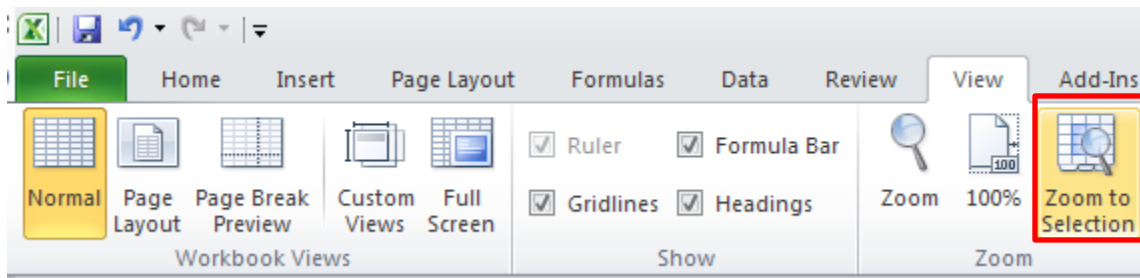 File Home Insert Page Layout Formulas Data Review View Add-Ins
Ruler Formula Bar
100
Normal Page Layout Page Break Preview Custom Views Full Screen Gridlines Headings Zoom 100% Zoom to Selection
Workbook Views Show Zoom